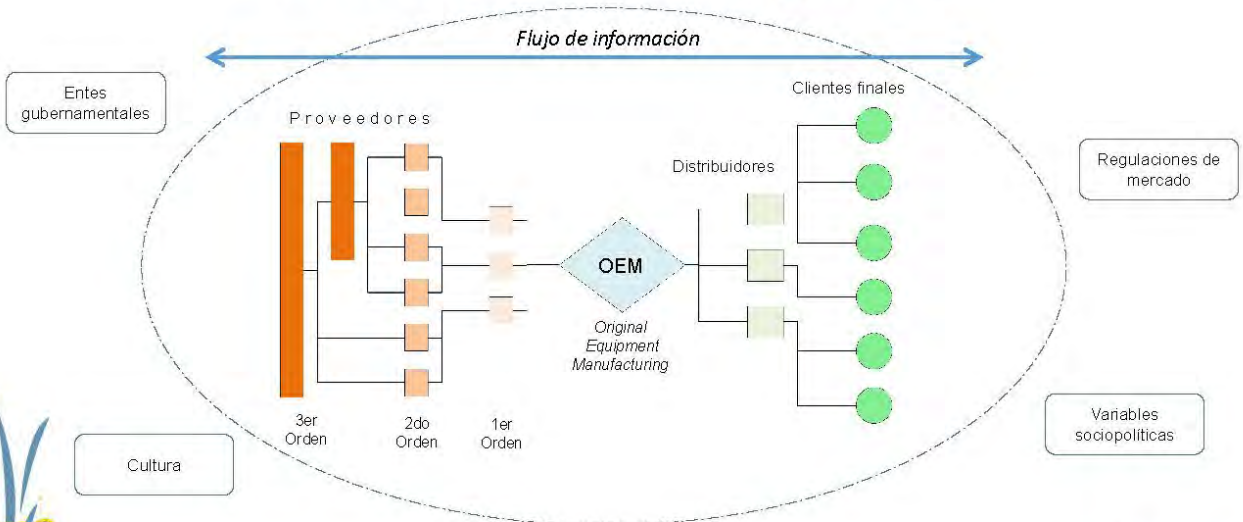 Flujo de información
Entes
gubernamentales
Clientes finales
Proveedores
Distribuidores
Regulaciones de
mercado
OEM
Original
Equipment
Manufacturing
3er
Orden
2do
Orden
1er
Orden
Variables
sociopolíticas
Cultura